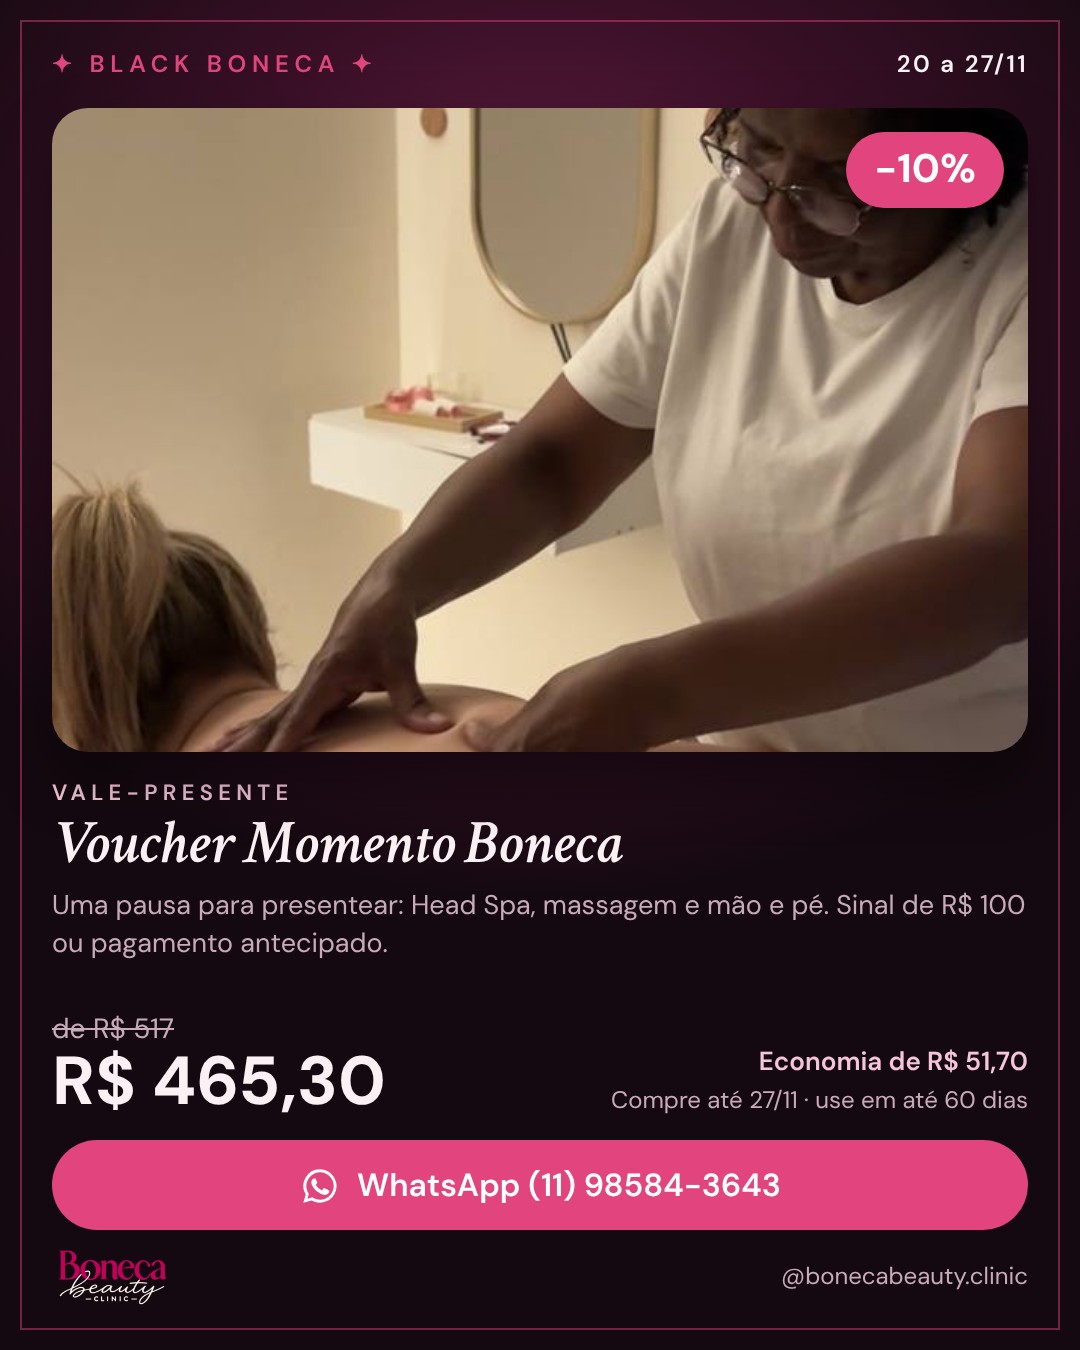 ✦ BLACK BONECA ✦
20 a 27/11
-10%
VALE-PRESENTE
Voucher Momento Boneca
Uma pausa para presentear: Head Spa, massagem e mão e pé. Sinal de R$ 100
ou pagamento antecipado.
de R$ 517
R$ 465,30
Economia de R$ 51,70
Compre até 27/11 · use em até 60 dias
WhatsApp (11) 98584-3643
Boneca
beauty
CLINIC
@bonecabeauty.clinic